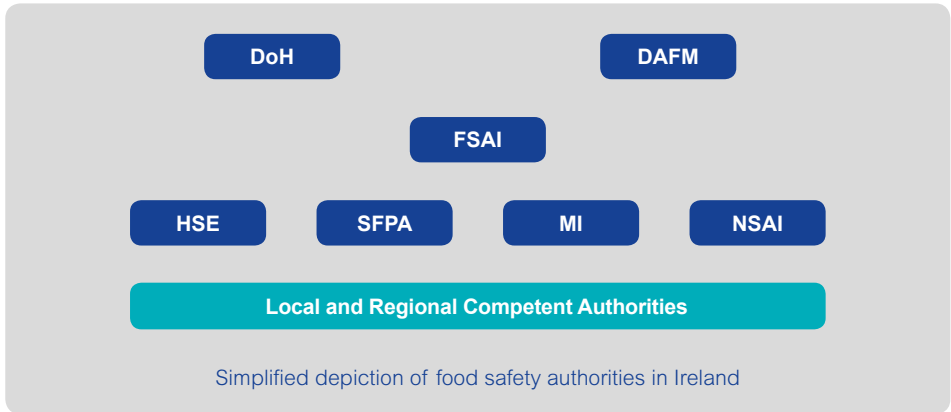 DoH
DAFM
FSAI
HSE
SFPA
MI
NSAI
Local and Regional Competent Authorities
Simplified depiction of food safety authorities in Ireland